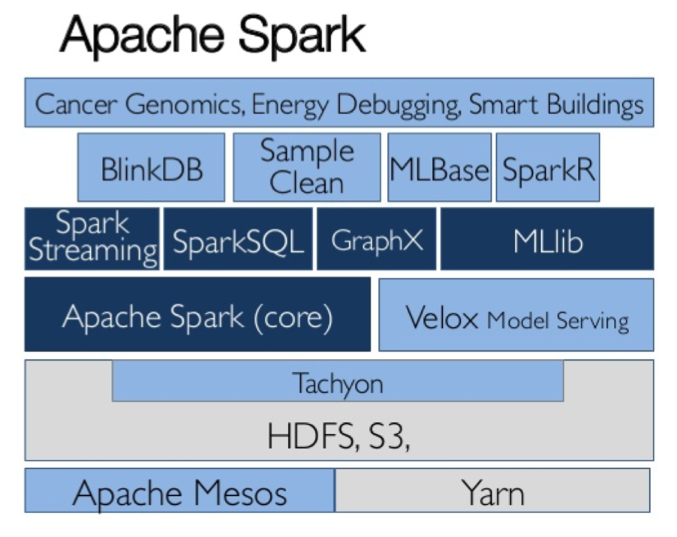 Apache Spark
Cancer Genomics, Energy Debugging, Smart Buildings
BlinkDB
Sample
Clean
MLBase
SparkR
Spark
Streaming
SparkSQL
GraphX
MLlib
Apache Spark (core)
Velox Model Serving
Tachyon
HDFS, S3,
Apache Mesos
Yarn